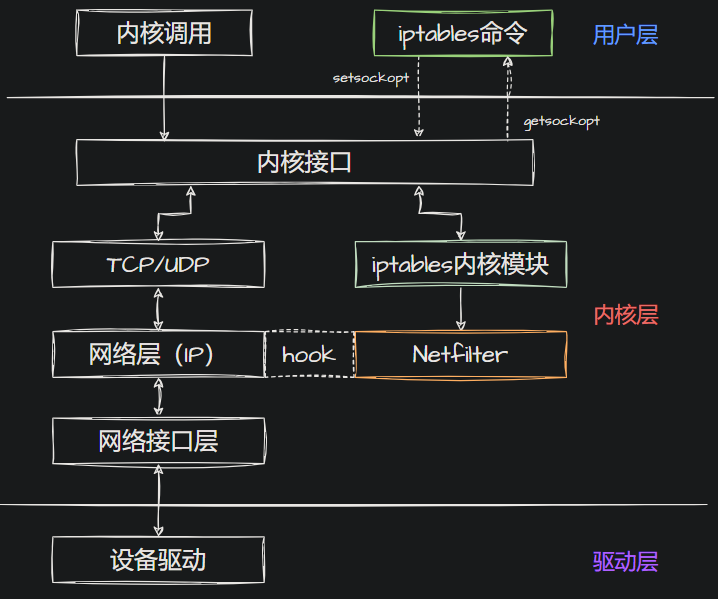 内核调用
iptables命令
用户层
setsockopt
getsockopt
内核接口
TCP/UDP
iptables内核模块
内核层
网络层（IP）
hook
Netfilter
网络接口层
设备驱动
驱动层